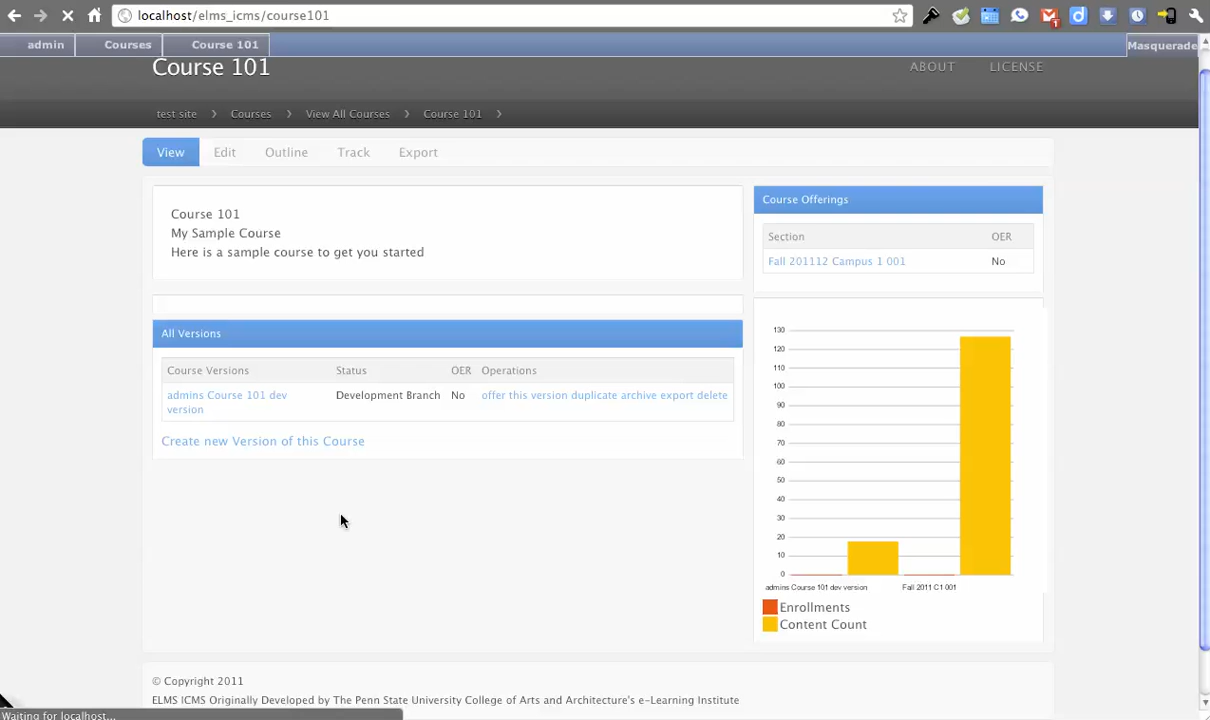 localhost/elms_icms/course101
admin Courses Course 101 Masquerade
Course 101
ABOUT LICENSE
test site › Courses › View All Courses › Course 101 ›
View Edit Outline Track Export
Course 101
My Sample Course
Here is a sample course to get you started
Course Offerings
Section OER
Fall 201112 Campus 1 001 No
All Versions
Course Versions Status OER Operations
admins Course 101 dev Development Branch No offer this version duplicate archive export delete
version
Create new Version of this Course
130
120
110
100
90
80
70
60
50
40
30
20
10
0
admins Course 101 dev version Fall 2011 C1 001
Enrollments
Content Count
© Copyright 2011
ELMS ICMS Originally Developed by The Penn State University College of Arts and Architecture's e-Learning Institute
Waiting for localhost...